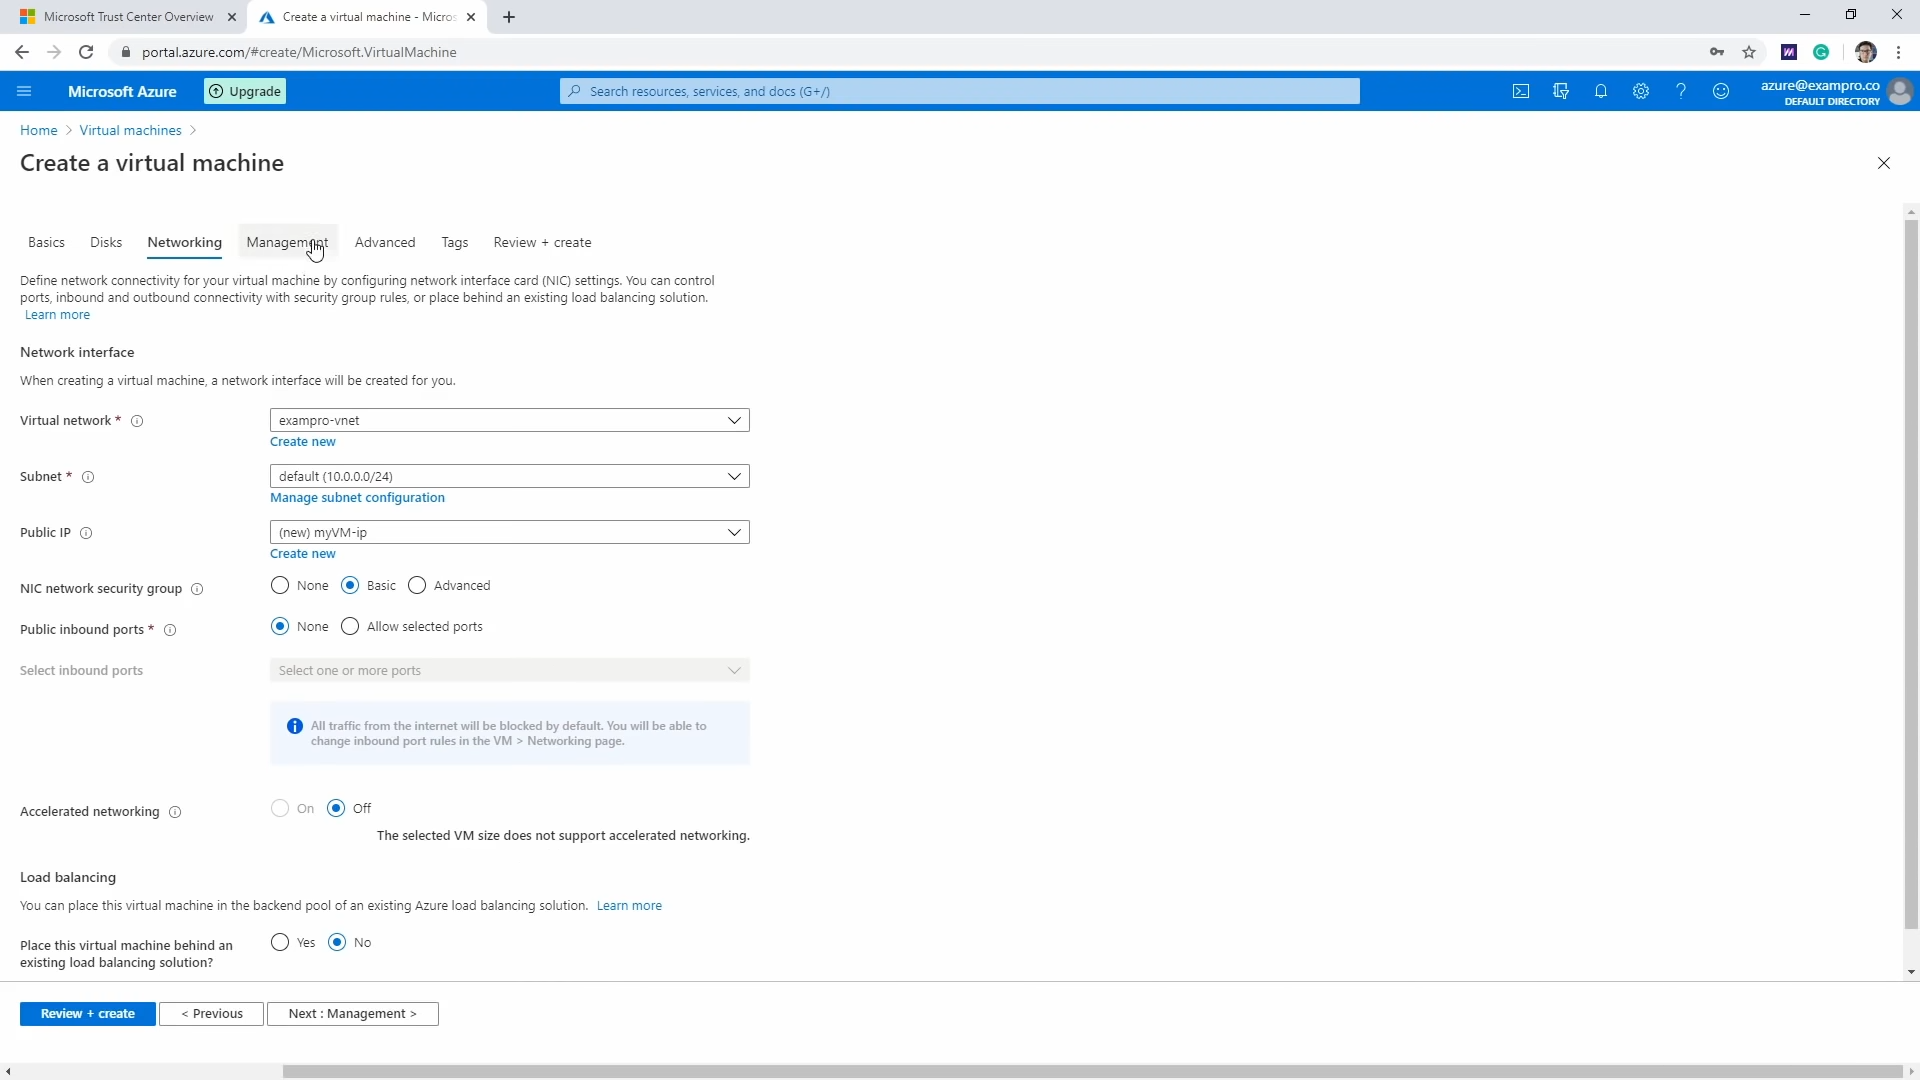 Microsoft Trust Center Overview
Create a virtual machine - Micros
portal.azure.com/#create/Microsoft.VirtualMachine
Microsoft Azure
Upgrade
Search resources, services, and docs (G+/)
azure@exampro.co
DEFAULT DIRECTORY
Home > Virtual machines >
Create a virtual machine
Basics Disks Networking Management Advanced Tags Review + create
Define network connectivity for your virtual machine by configuring network interface card (NIC) settings. You can control
ports, inbound and outbound connectivity with security group rules, or place behind an existing load balancing solution.
Learn more
Network interface
When creating a virtual machine, a network interface will be created for you.
Virtual network *
exampro-vnet
Create new
Subnet *
default (10.0.0.0/24)
Manage subnet configuration
Public IP
(new) myVM-ip
Create new
NIC network security group
None Basic Advanced
Public inbound ports *
None Allow selected ports
Select inbound ports
Select one or more ports
All traffic from the internet will be blocked by default. You will be able to
change inbound port rules in the VM > Networking page.
Accelerated networking
On Off
The selected VM size does not support accelerated networking.
Load balancing
You can place this virtual machine in the backend pool of an existing Azure load balancing solution. Learn more
Place this virtual machine behind an
existing load balancing solution?
Yes No
Review + create
< Previous
Next : Management >